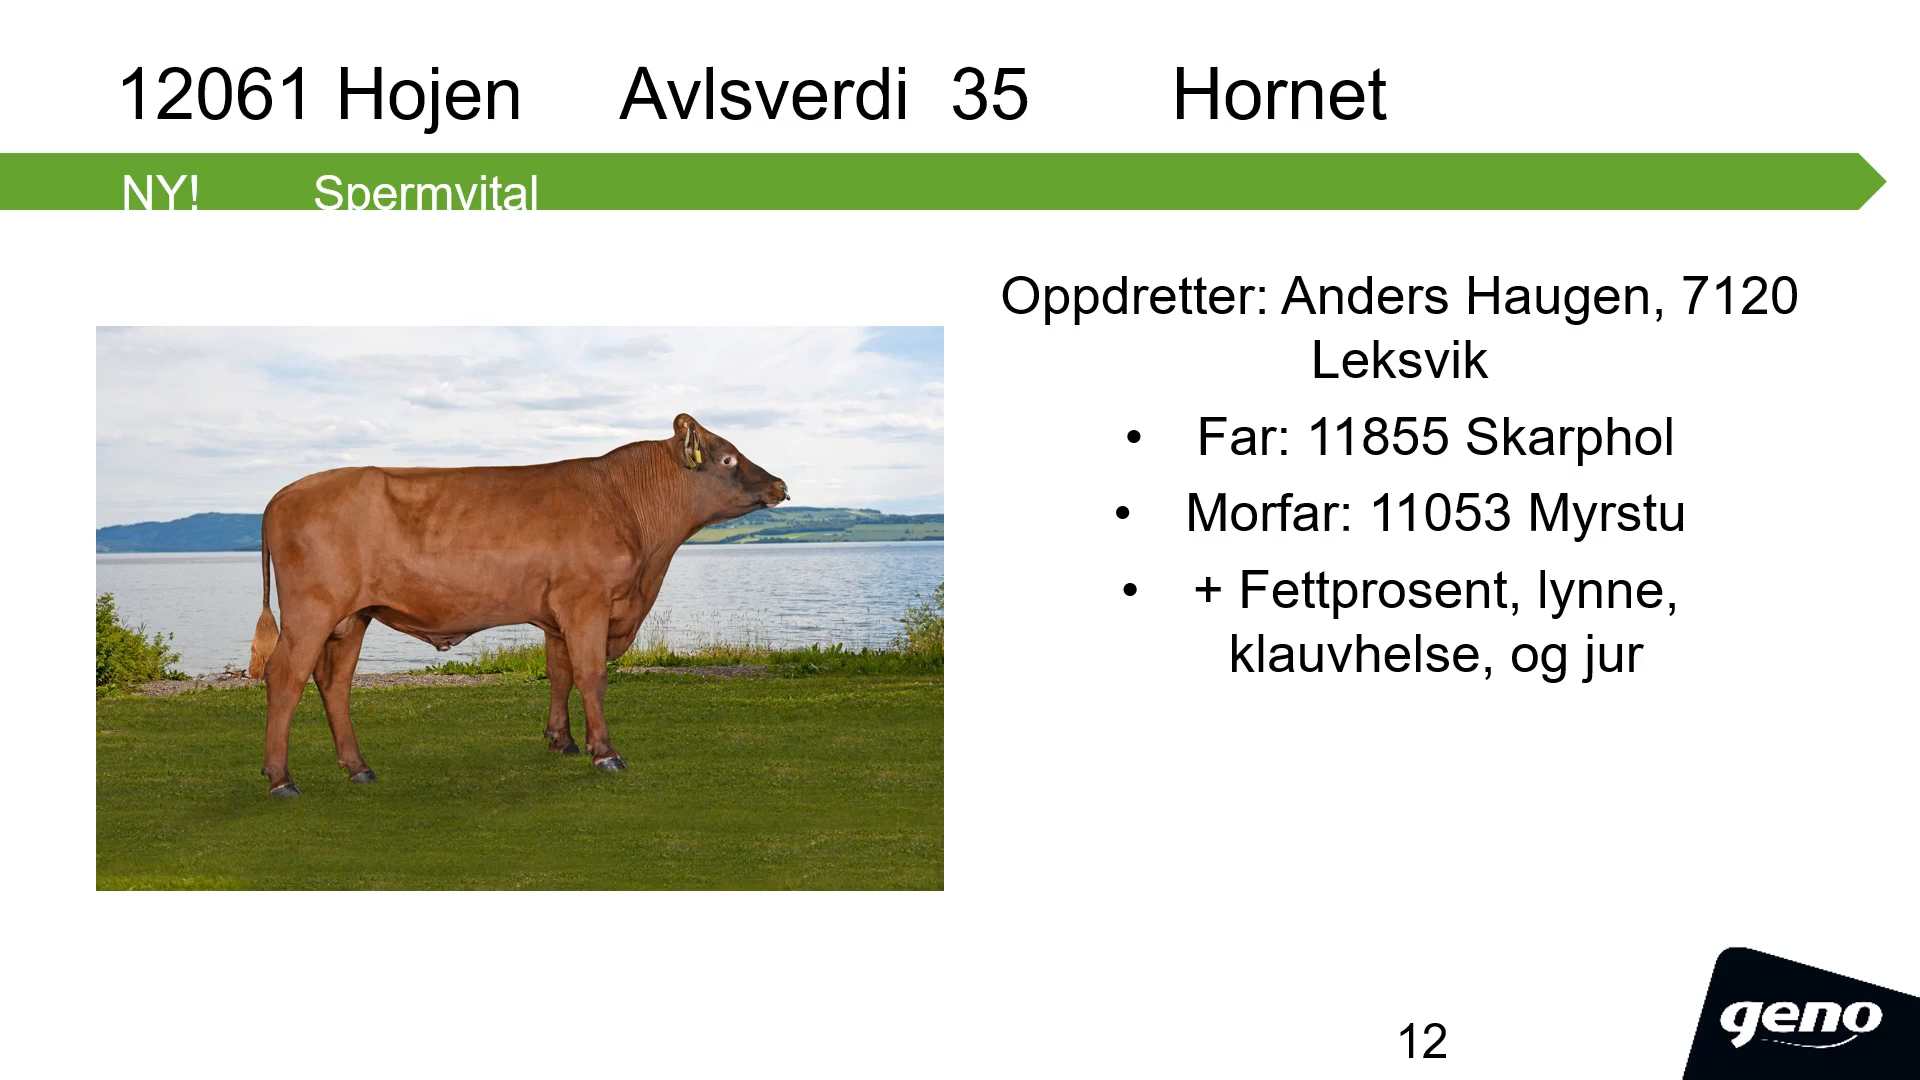 12061 Hojen Avlsverdi 35 Hornet
NY! Spermvital
Oppdretter: Anders Haugen, 7120
Leksvik
• Far: 11855 Skarphol
• Morfar: 11053 Myrstu
• + Fettprosent, lynne,
klauvhelse, og jur
12
geno